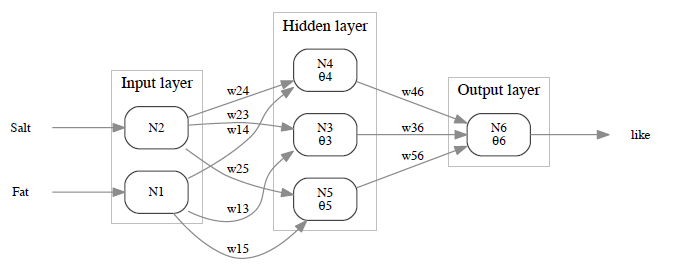 Hidden layer
Input layer
Output layer
Salt
Fat
N2
N1
w24
w23
w14
w25
w13
w15
N4
θ4
N3
θ3
N5
θ5
w46
w36
w56
N6
θ6
like